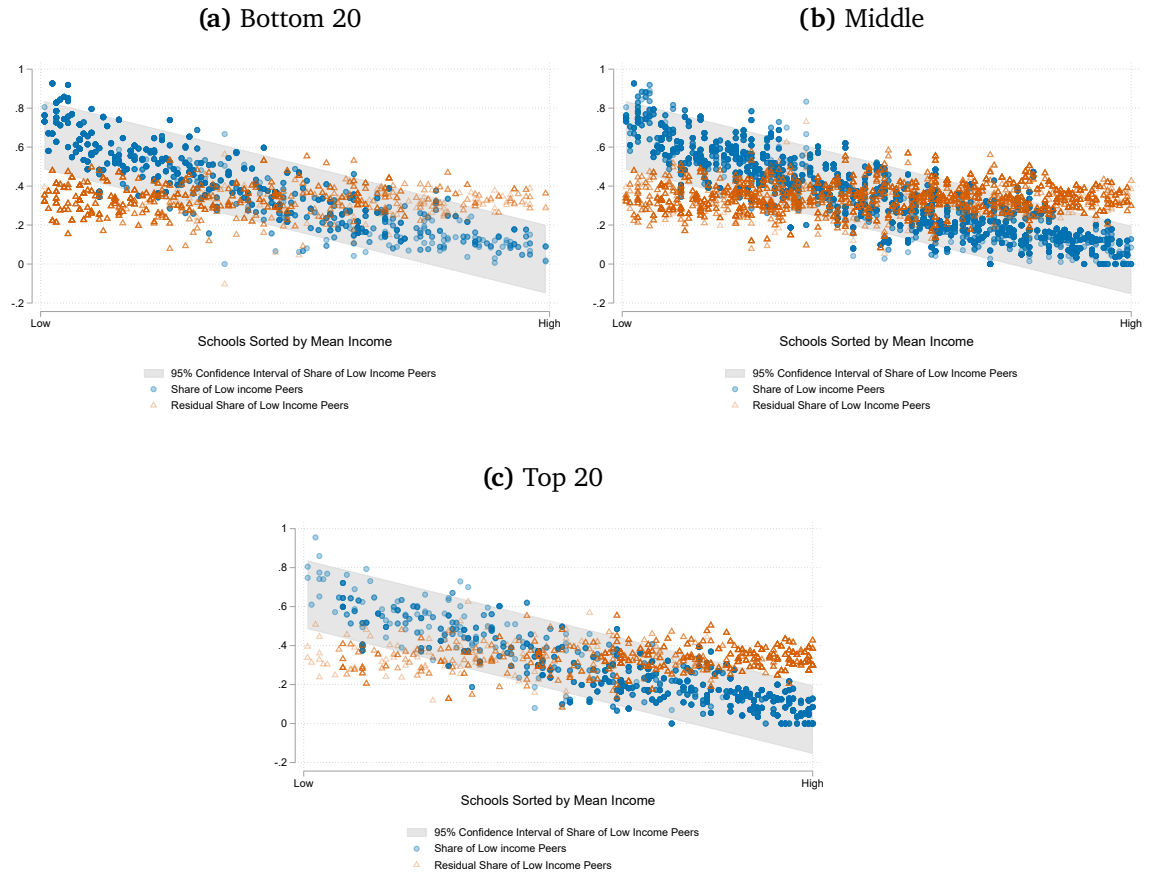 (a) Bottom 20
1
.8
.6
.4
.2
0
-.2
Low
High
Schools Sorted by Mean Income
95% Confidence Interval of Share of Low Income Peers
Share of Low income Peers
Residual Share of Low Income Peers
(b) Middle
1
.8
.6
.4
.2
0
-.2
Low
High
Schools Sorted by Mean Income
95% Confidence Interval of Share of Low Income Peers
Share of Low income Peers
Residual Share of Low Income Peers
(c) Top 20
1
.8
.6
.4
.2
0
-.2
Low
High
Schools Sorted by Mean Income
95% Confidence Interval of Share of Low Income Peers
Share of Low income Peers
Residual Share of Low Income Peers